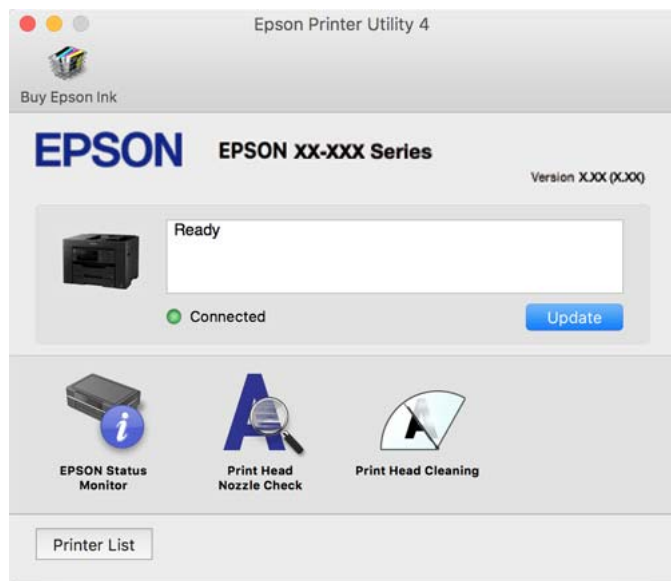 Epson Printer Utility 4
Buy Epson Ink
EPSON
EPSON XX-XXX Series
Version X.XX (X.XX)
Ready
Connected
Update
EPSON Status
Monitor
Print Head
Nozzle Check
Print Head Cleaning
Printer List